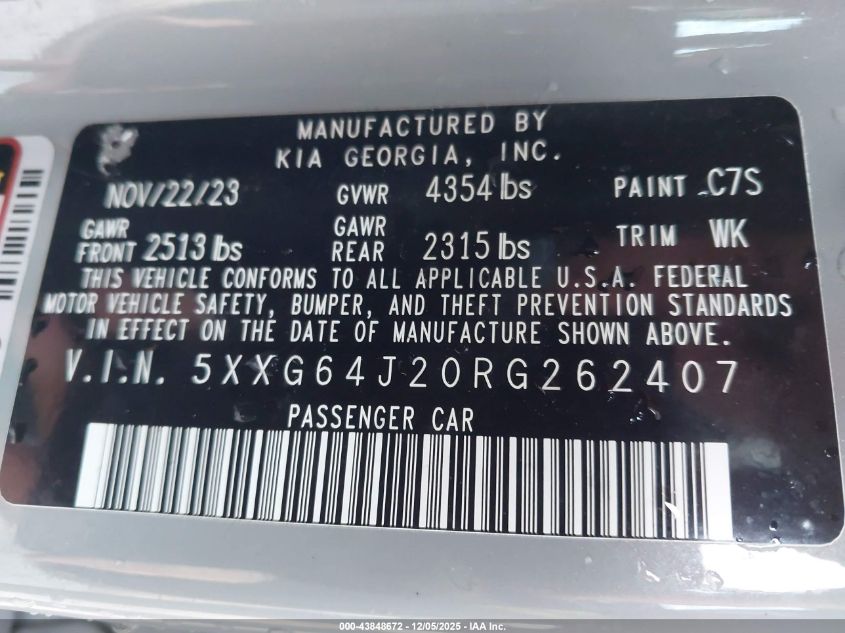 MANUFACTURED BY
KIA GEORGIA, INC.
NOV/22/23 GVWR 4354 lbs PAINT C7S
GAWR FRONT 2513 lbs GAWR REAR 2315 lbs TRIM WK
THIS VEHICLE CONFORMS TO ALL APPLICABLE U.S.A. FEDERAL
MOTOR VEHICLE SAFETY, BUMPER, AND THEFT PREVENTION STANDARDS
IN EFFECT ON THE DATE OF MANUFACTURE SHOWN ABOVE.
V.I.N. 5XXG64J20RG262407
PASSENGER CAR
000-43848672 - 12/05/2025 - IAA Inc.